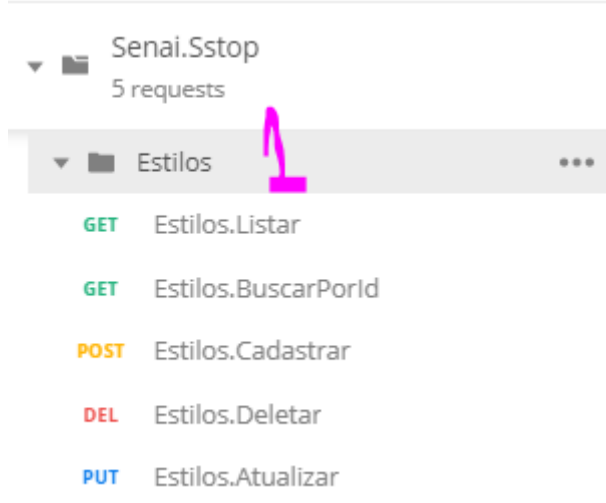 Senai.Sstop
5 requests
1
Estilos
GET Estilos.Listar
GET Estilos.BuscarPorId
POST Estilos.Cadastrar
DEL Estilos.Deletar
PUT Estilos.Atualizar